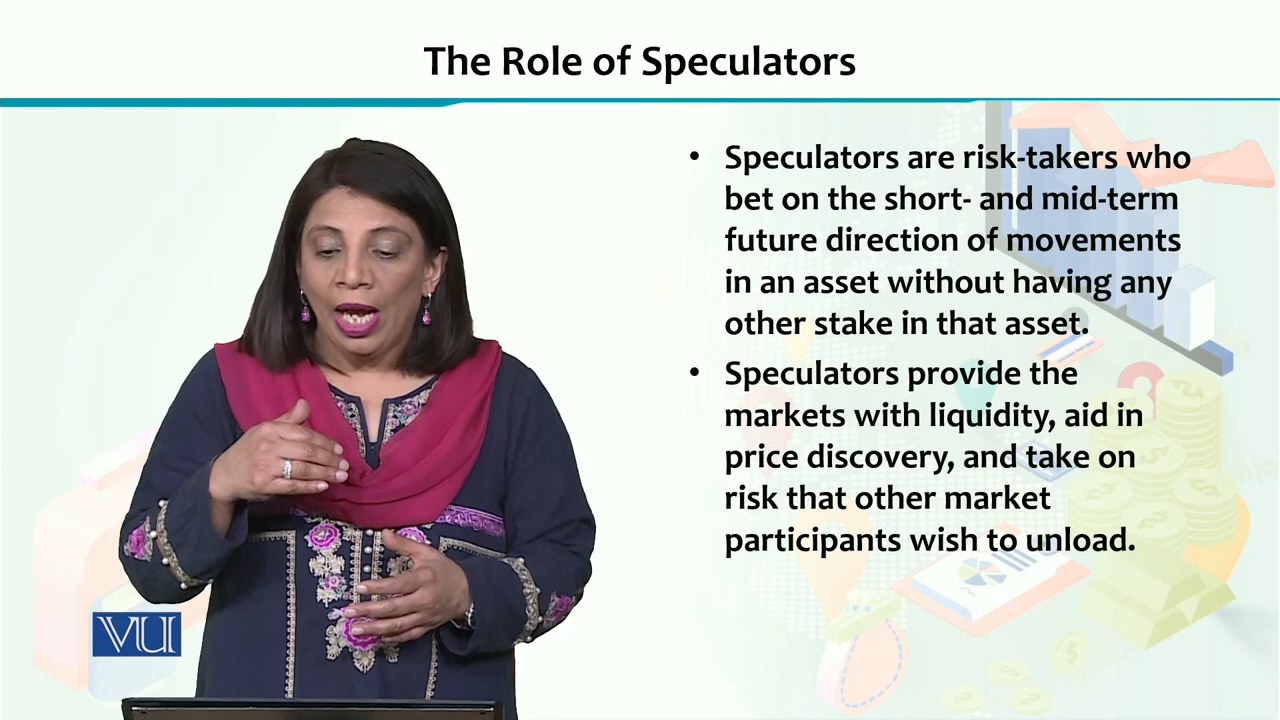 The Role of Speculators
• Speculators are risk-takers who
bet on the short- and mid-term
future direction of movements
in an asset without having any
other stake in that asset.
• Speculators provide the
markets with liquidity, aid in
price discovery, and take on
risk that other market
participants wish to unload.
VU